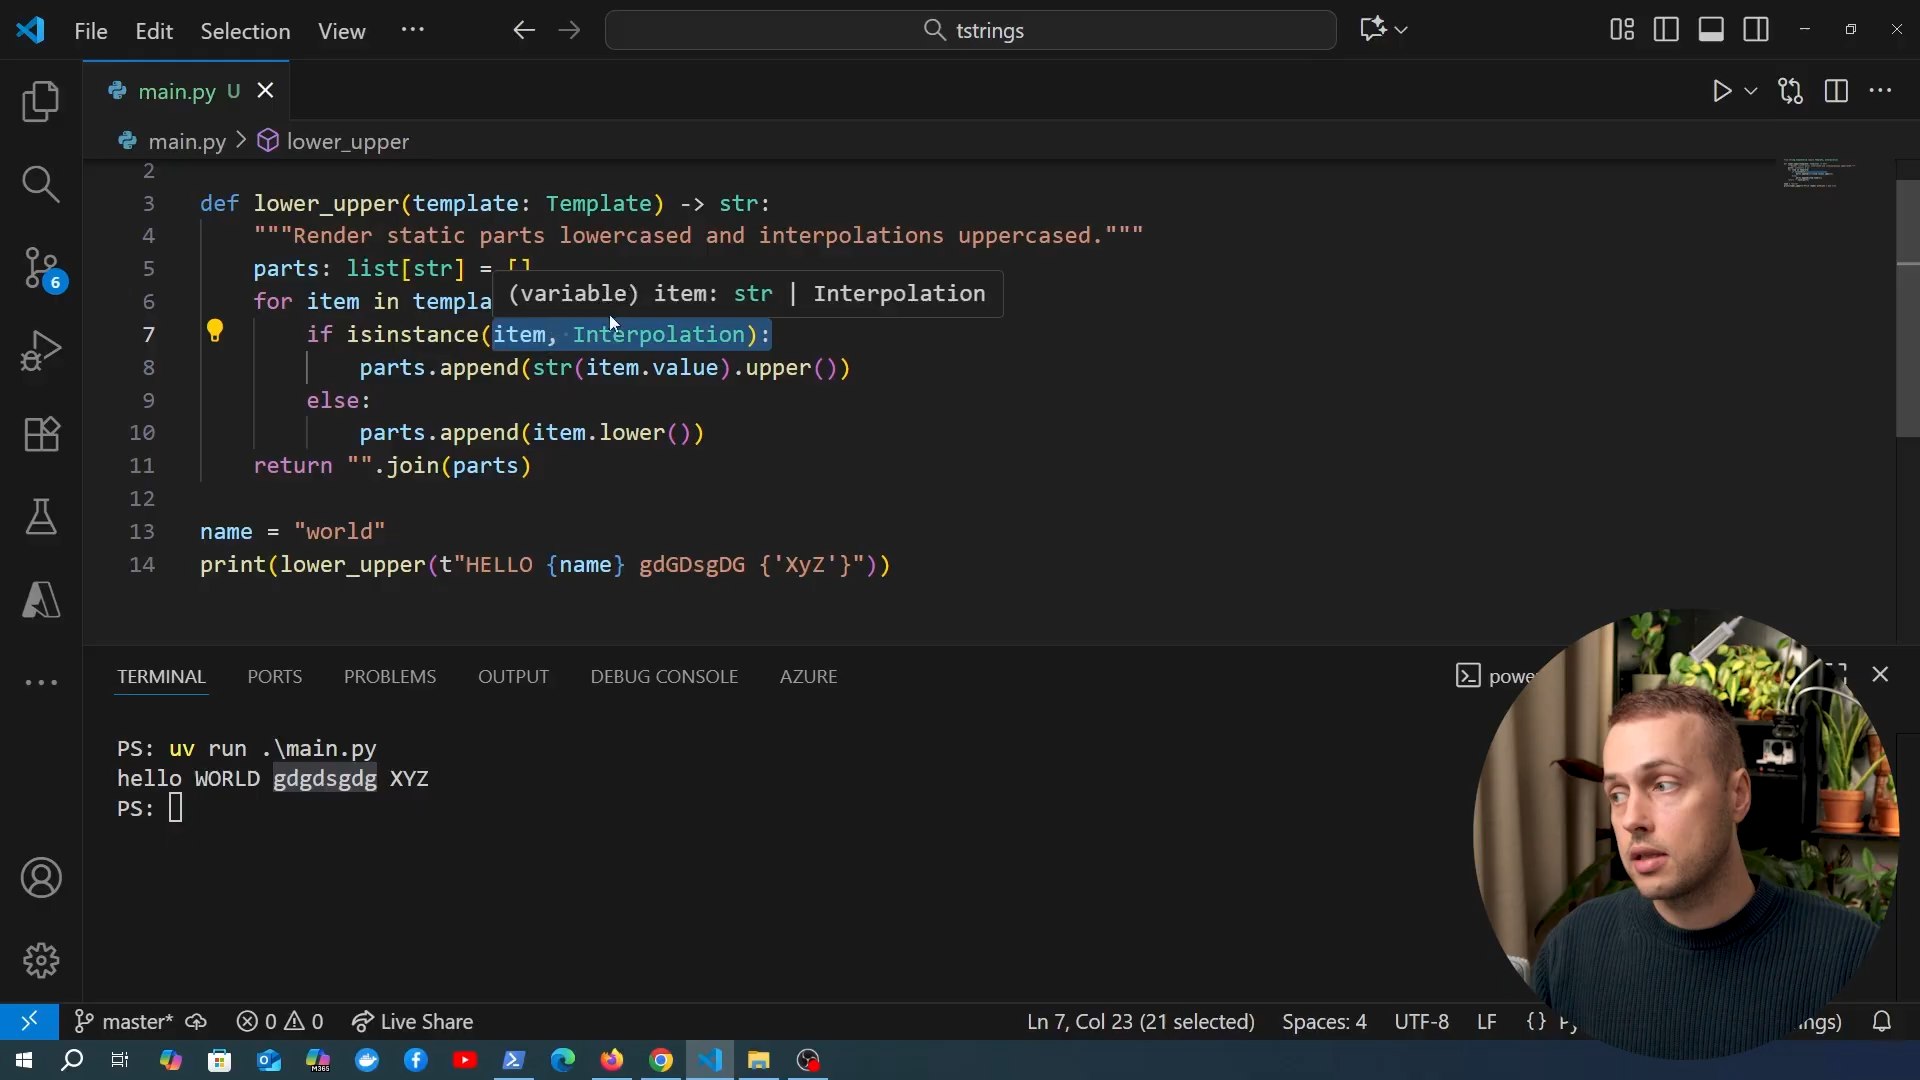 File Edit Selection View ··· tstrings
main.py U
main.py > lower_upper
2
3 def lower_upper(template: Template) -> str:
4 """Render static parts lowercased and interpolations uppercased."""
5 parts: list[str] = []
(variable) item: str | Interpolation
6 for item in templa
7 if isinstance(item, Interpolation):
8 parts.append(str(item.value).upper())
9 else:
10 parts.append(item.lower())
11 return "".join(parts)
12
13 name = "world"
14 print(lower_upper(t"HELLO {name} gdGDsgDG {'XyZ'}"))
6
TERMINAL PORTS PROBLEMS OUTPUT DEBUG CONSOLE AZURE powe
PS: uv run .\main.py
hello WORLD gdgdsgdg XYZ
PS:
master* 0 0 Live Share Ln 7, Col 23 (21 selected) Spaces: 4 UTF-8 LF {} Py ngs)
M365